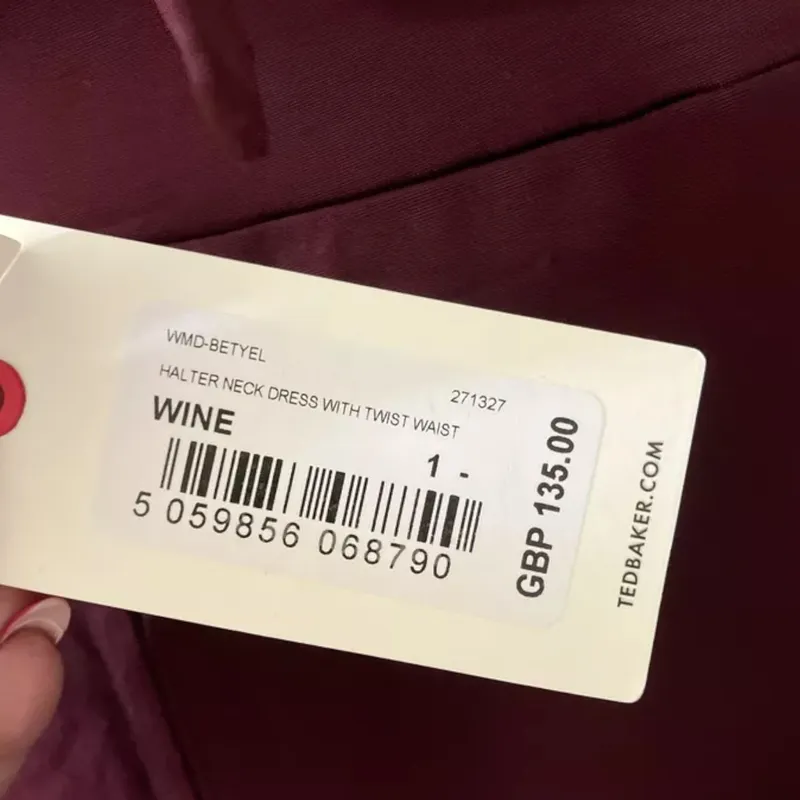 WMD-BETYEL
271327
HALTER NECK DRESS WITH TWIST WAIST
WINE
1 -
5 059856 068790
GBP 135.00
TEDBAKER.COM